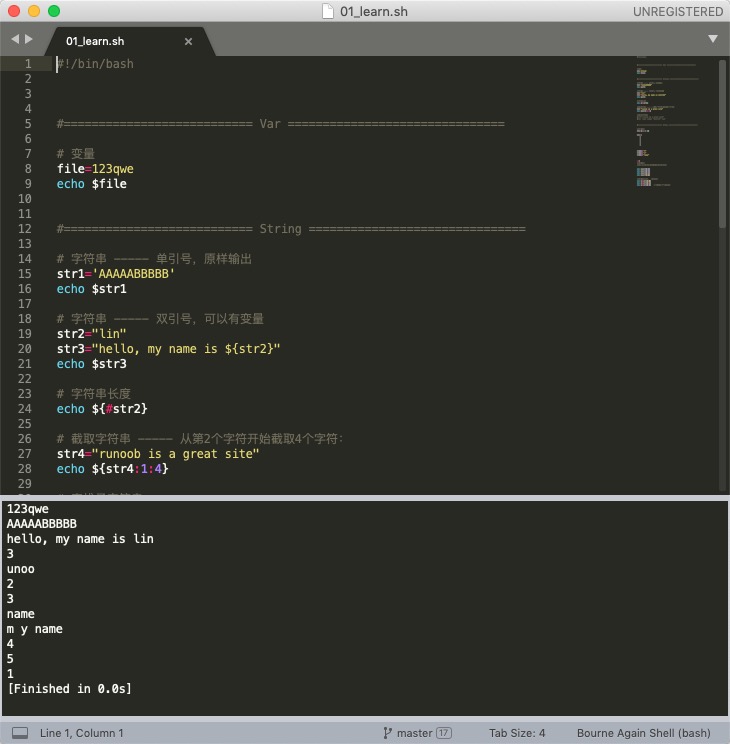 01_learn.sh
UNREGISTERED
01_learn.sh
1 #!/bin/bash
2
3
4
5 #=========================== Var ===============================
6
7 # 变量
8 file=123qwe
9 echo $file
10
11
12 #=========================== String ===============================
13
14 # 字符串 ----- 单引号，原样输出
15 str1='AAAAABBBBB'
16 echo $str1
17
18 # 字符串 ----- 双引号，可以有变量
19 str2="lin"
20 str3="hello, my name is ${str2}"
21 echo $str3
22
23 # 字符串长度
24 echo ${#str2}
25
26 # 截取字符串 ----- 从第2个字符开始截取4个字符：
27 str4="runoob is a great site"
28 echo ${str4:1:4}
29
123qwe
AAAAABBBBB
hello, my name is lin
3
unoo
2
3
name
m y name
4
5
1
[Finished in 0.0s]
Line 1, Column 1
master 17
Tab Size: 4
Bourne Again Shell (bash)